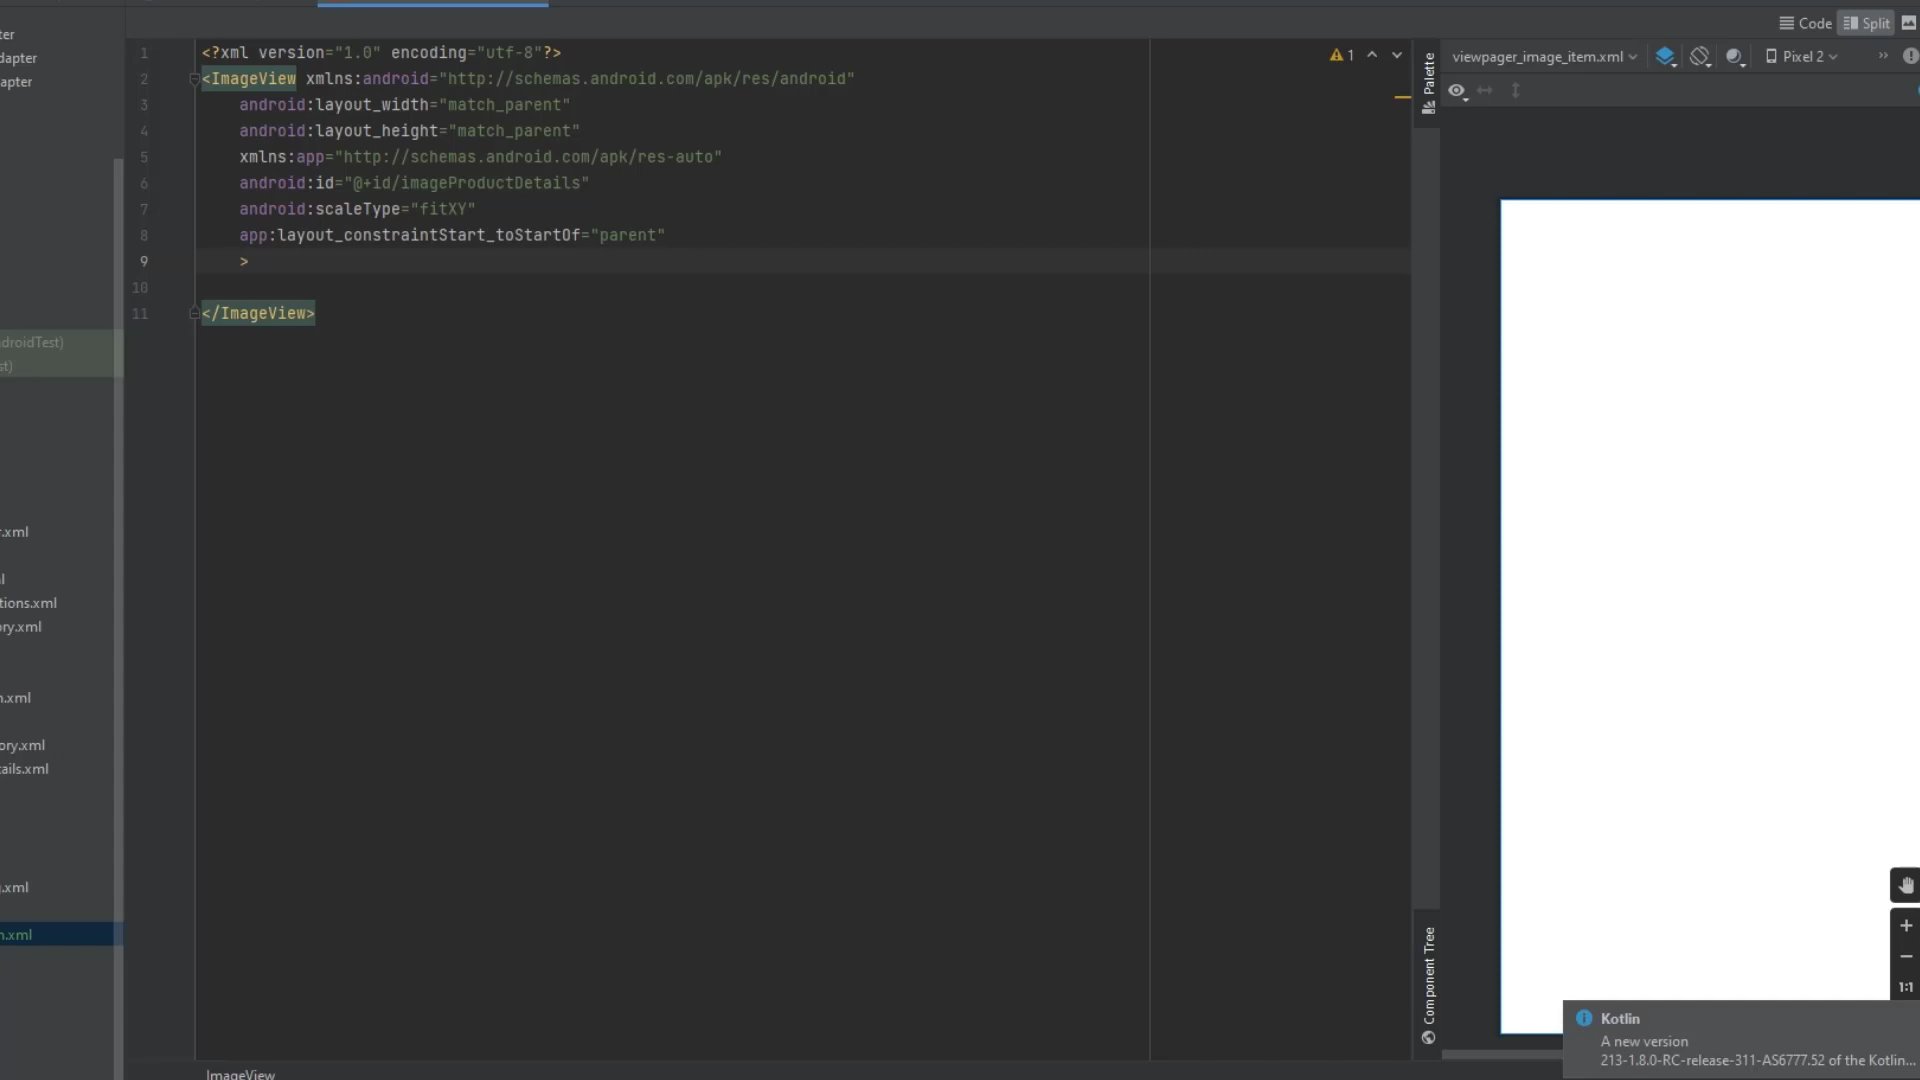 Code
Split
ter
dapter
apter
droidTest)
st)
r.xml
tions.xml
ory.xml
n.xml
ory.xml
ails.xml
g.xml
n.xml
1 <?xml version="1.0" encoding="utf-8"?>
2 <ImageView xmlns:android="http://schemas.android.com/apk/res/android"
3 android:layout_width="match_parent"
4 android:layout_height="match_parent"
5 xmlns:app="http://schemas.android.com/apk/res-auto"
6 android:id="@+id/imageProductDetails"
7 android:scaleType="fitXY"
8 app:layout_constraintStart_toStartOf="parent"
9 >
10
11 </ImageView>
1
ImageView
Palette
Component Tree
viewpager_image_item.xml
Pixel 2
1:1
Kotlin
A new version
213-1.8.0-RC-release-311-AS6777.52 of the Kotlin...